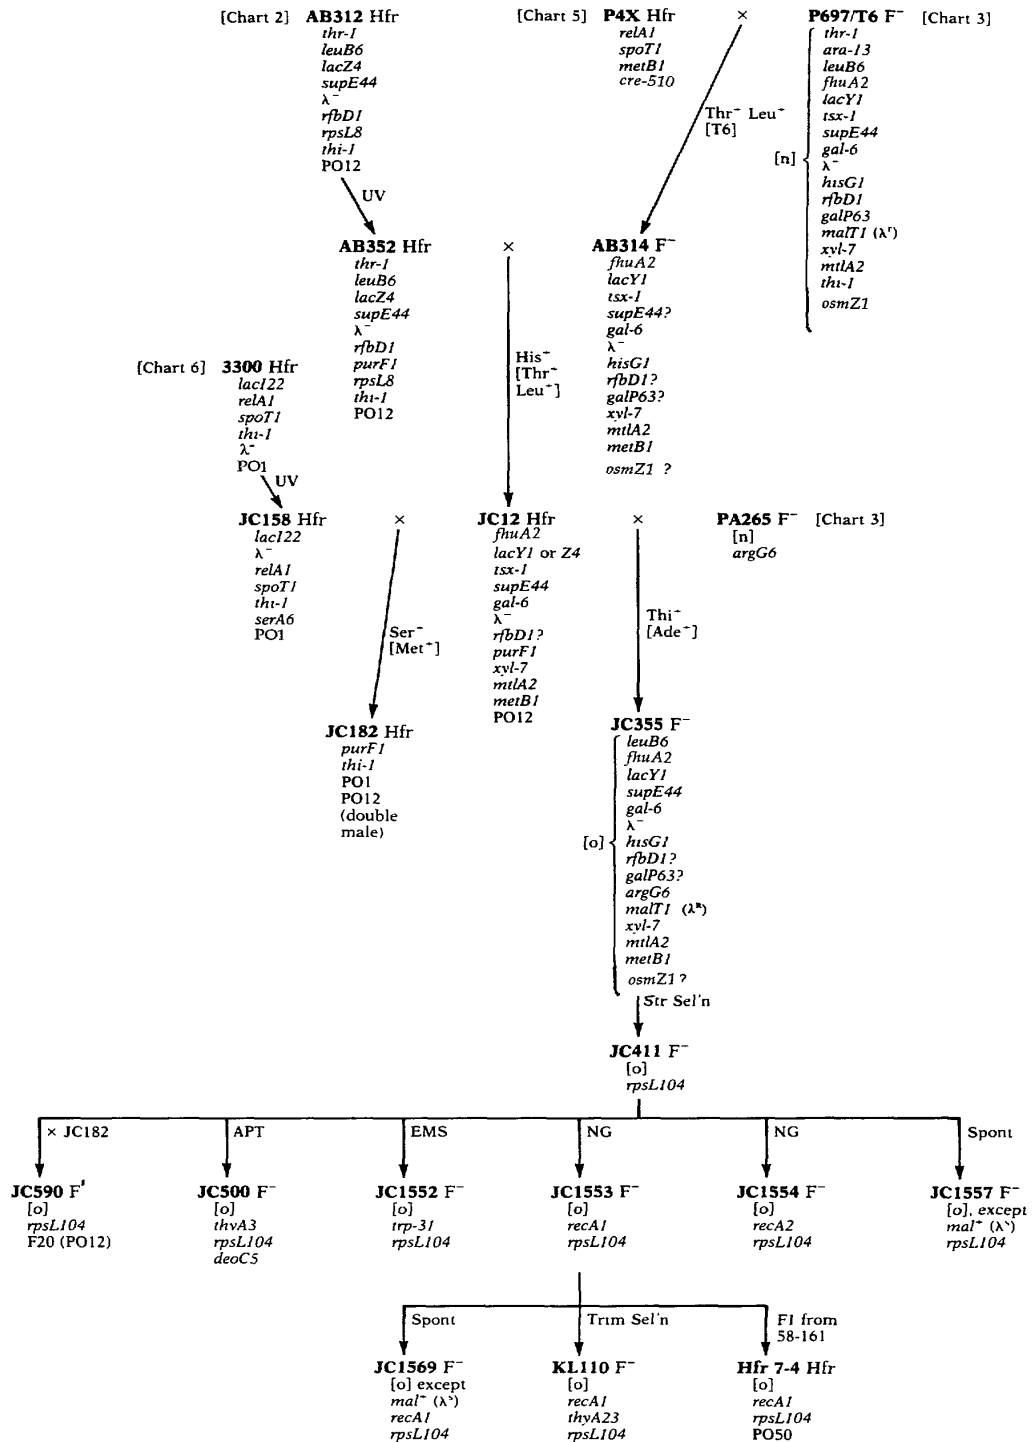 [Chart 2] AB312 Hfr
thr-1
leuB6
lacZ4
supE44
λ⁻
rfbD1
rpsL8
thi-1
PO12
UV
[Chart 5] P4X Hfr
relA1
spoT1
metB1
cre-510
×
P697/T6 F⁻ [Chart 3]
[n]
thr-1
ara-13
leuB6
fhuA2
lacY1
tsx-1
supE44
gal-6
λ⁻
hisG1
rfbD1
galP63
malT1 (λʳ)
xyl-7
mtlA2
thi-1
osmZ1
Thr⁺ Leu⁺
[T6]
AB352 Hfr
thr-1
leuB6
lacZ4
supE44
λ⁻
rfbD1
purF1
rpsL8
thi-1
PO12
×
AB314 F⁻
fhuA2
lacY1
tsx-1
supE44?
gal-6
λ⁻
hisG1
rfbD1?
galP63?
xyl-7
mtlA2
metB1
osmZ1 ?
His⁺
[Thr⁺
Leu⁺]
[Chart 6] 3300 Hfr
lacI22
relA1
spoT1
thi-1
λ⁻
PO1
UV
JC158 Hfr
lacI22
λ⁻
relA1
spoT1
thi-1
serA6
PO1
×
JC12 Hfr
fhuA2
lacY1 or Z4
tsx-1
supE44
gal-6
λ⁻
rfbD1?
purF1
xyl-7
mtlA2
metB1
PO12
×
PA265 F⁻ [Chart 3]
[n]
argG6
Ser⁺
[Met⁺]
Thi⁺
[Ade⁺]
JC182 Hfr
purF1
thi-1
PO1
PO12
(double
male)
JC355 F⁻
[o]
leuB6
fhuA2
lacY1
supE44
gal-6
λ⁻
hisG1
rfbD1?
galP63?
argG6
malT1 (λᴿ)
xyl-7
mtlA2
metB1
osmZ1 ?
Str Sel'n
JC411 F⁻
[o]
rpsL104
× JC182
APT
EMS
NG
NG
Spont
JC590 F'
[o]
rpsL104
F20 (PO12)
JC500 F⁻
[o]
thyA3
rpsL104
deoC5
JC1552 F⁻
[o]
trp-31
rpsL104
JC1553 F⁻
[o]
recA1
rpsL104
JC1554 F⁻
[o]
recA2
rpsL104
JC1557 F⁻
[o], except
mal⁺ (λˢ)
rpsL104
Spont
Trim Sel'n
F1 from
58-161
JC1569 F⁻
[o] except
mal⁺ (λˢ)
recA1
rpsL104
KL110 F⁻
[o]
recA1
thyA23
rpsL104
Hfr 7-4 Hfr
[o]
recA1
rpsL104
PO50